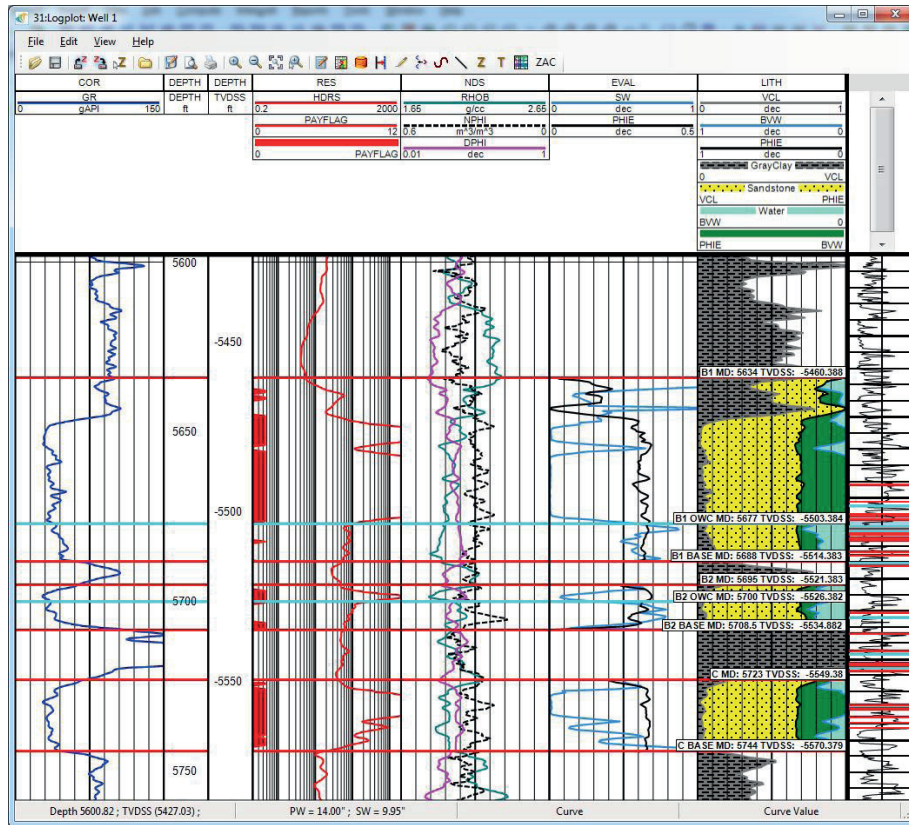 31:Logplot: Well 1
File Edit View Help
ZAC
COR DEPTH DEPTH RES NDS EVAL LITH
GR DEPTH TVDSS HDRS RHOB SW VCL
0 gAPI 150 ft ft 0.2 2000 1.65 g/cc 2.65 0 dec 1 0 dec 1
PAYFLAG NPHI PHIE BVW
0 12 0.6 m^3/m^3 0 0 dec 0.5 1 dec 0
DPHI PHIE
0 PAYFLAG 0.01 dec 1 1 dec 0
GrayClay
0 VCL
Sandstone
VCL PHIE
Water
BVW 0
PHIE BVW
5600
-5450
B1 MD: 5634 TVDSS: -5460.388
5650
-5500
B1 OWC MD: 5677 TVDSS: -5503.384
B1 BASE MD: 5688 TVDSS: -5514.383
B2 MD: 5695 TVDSS: -5521.383
5700
B2 OWC MD: 5700 TVDSS: -5526.382
B2 BASE MD: 5708.5 TVDSS: -5534.882
-5550
C MD: 5723 TVDSS: -5549.38
C BASE MD: 5744 TVDSS: -5570.379
5750
Depth 5600.82 ; TVDSS (5427.03) ; PW = 14.00" ; SW = 9.95" Curve Curve Value